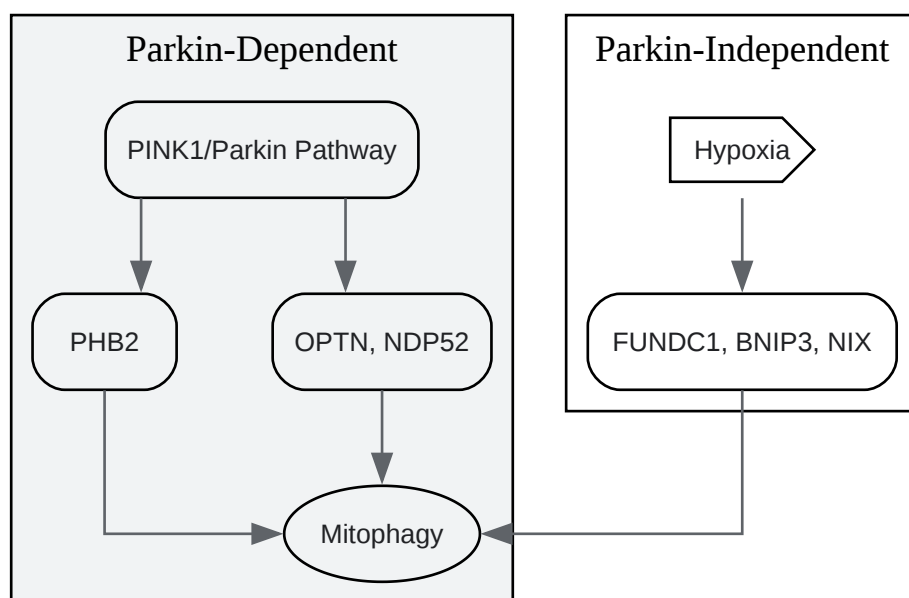 Parkin-Dependent
Parkin-Independent
PINK1/Parkin Pathway
Hypoxia
PHB2
OPTN, NDP52
FUNDC1, BNIP3, NIX
Mitophagy